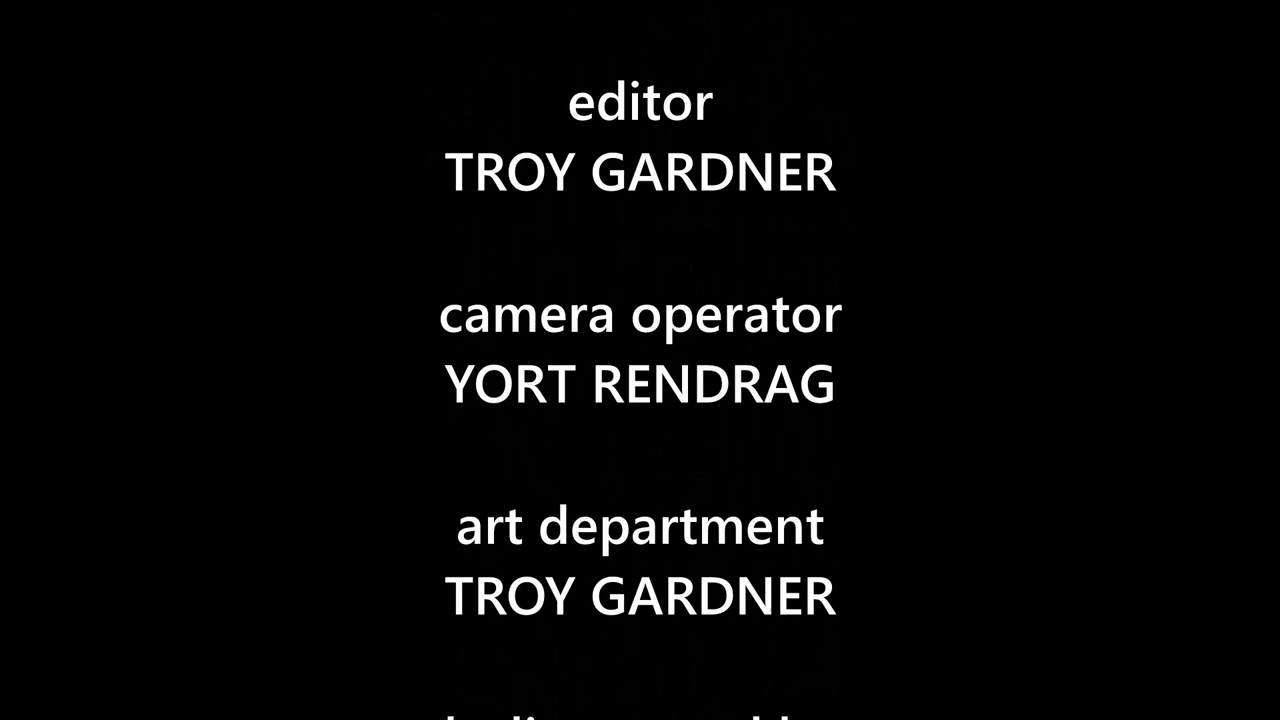 editor
TROY GARDNER
camera operator
YORT RENDRAG
art department
TROY GARDNER